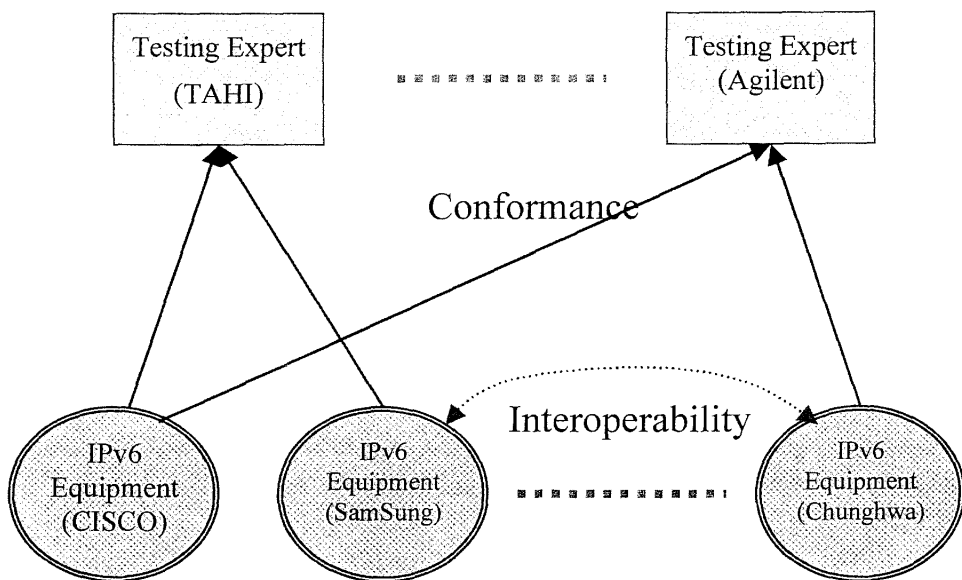 Testing Expert
(TAHI)
Testing Expert
(Agilent)
Conformance
Interoperability
IPv6
Equipment
(CISCO)
IPv6
Equipment
(SamSung)
IPv6
Equipment
(Chunghwa)